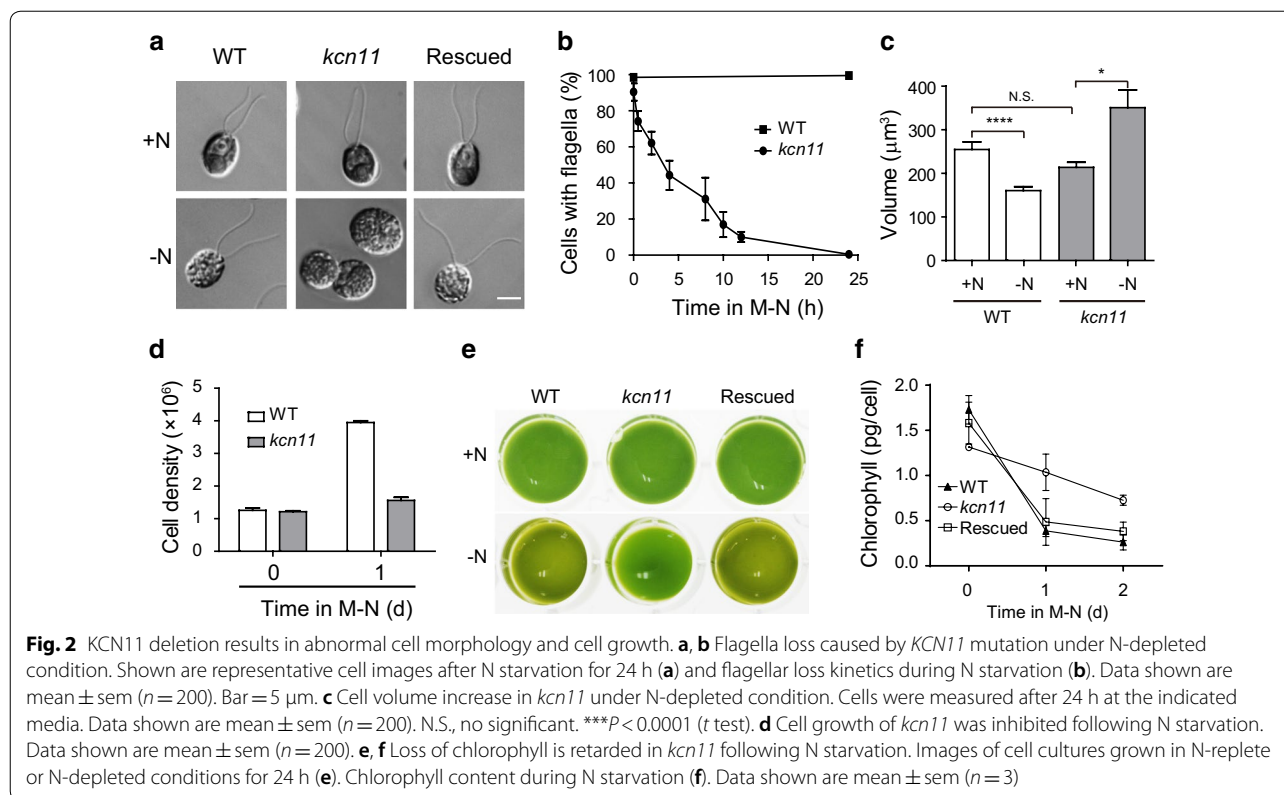 a
WT kcn11 Rescued
+N
-N
b
Cells with flagella (%)
100
80
60
40
20
0
0 5 10 15 20 25
Time in M-N (h)
WT
kcn11
c
Volume (μm³)
400
300
200
100
0
N.S.
****
*
+N -N +N -N
WT kcn11
d
Cell density (×10⁶)
5
4
3
2
1
0
WT
kcn11
0 1
Time in M-N (d)
e
WT kcn11 Rescued
+N
-N
f
Chlorophyll (pg/cell)
2.0
1.5
1.0
0.5
0.0
WT
kcn11
Rescued
0 1 2
Time in M-N (d)
Fig. 2 KCN11 deletion results in abnormal cell morphology and cell growth. a, b Flagella loss caused by KCN11 mutation under N-depleted
condition. Shown are representative cell images after N starvation for 24 h (a) and flagellar loss kinetics during N starvation (b). Data shown are
mean ± sem (n = 200). Bar = 5 μm. c Cell volume increase in kcn11 under N-depleted condition. Cells were measured after 24 h at the indicated
media. Data shown are mean ± sem (n = 200). N.S., no significant. ***P < 0.0001 (t test). d Cell growth of kcn11 was inhibited following N starvation.
Data shown are mean ± sem (n = 200). e, f Loss of chlorophyll is retarded in kcn11 following N starvation. Images of cell cultures grown in N-replete
or N-depleted conditions for 24 h (e). Chlorophyll content during N starvation (f). Data shown are mean ± sem (n = 3)